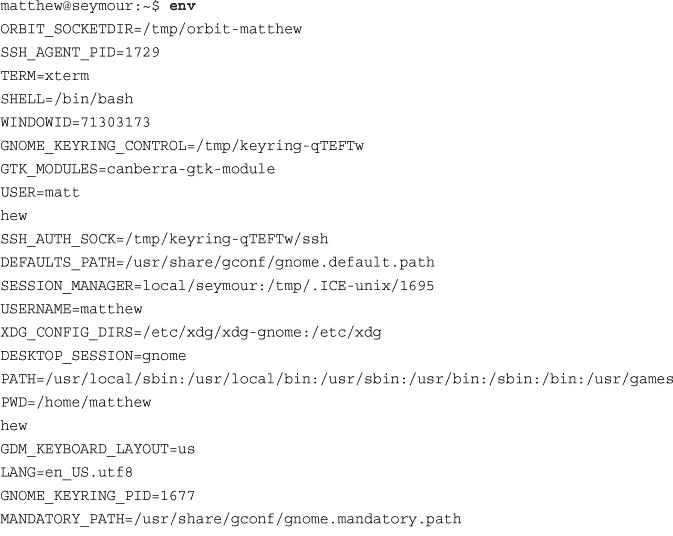 matthew@seymour:~$ env
ORBIT_SOCKETDIR=/tmp/orbit-matthew
SSH_AGENT_PID=1729
TERM=xterm
SHELL=/bin/bash
WINDOWID=71303173
GNOME_KEYRING_CONTROL=/tmp/keyring-qTEFTw
GTK_MODULES=canberra-gtk-module
USER=matt
hew
SSH_AUTH_SOCK=/tmp/keyring-qTEFTw/ssh
DEFAULTS_PATH=/usr/share/gconf/gnome.default.path
SESSION_MANAGER=local/seymour:/tmp/.ICE-unix/1695
USERNAME=matthew
XDG_CONFIG_DIRS=/etc/xdg/xdg-gnome:/etc/xdg
DESKTOP_SESSION=gnome
PATH=/usr/local/sbin:/usr/local/bin:/usr/sbin:/usr/bin:/sbin:/bin:/usr/games
PWD=/home/matthew
hew
GDM_KEYBOARD_LAYOUT=us
LANG=en_US.utf8
GNOME_KEYRING_PID=1677
MANDATORY_PATH=/usr/share/gconf/gnome.mandatory.path